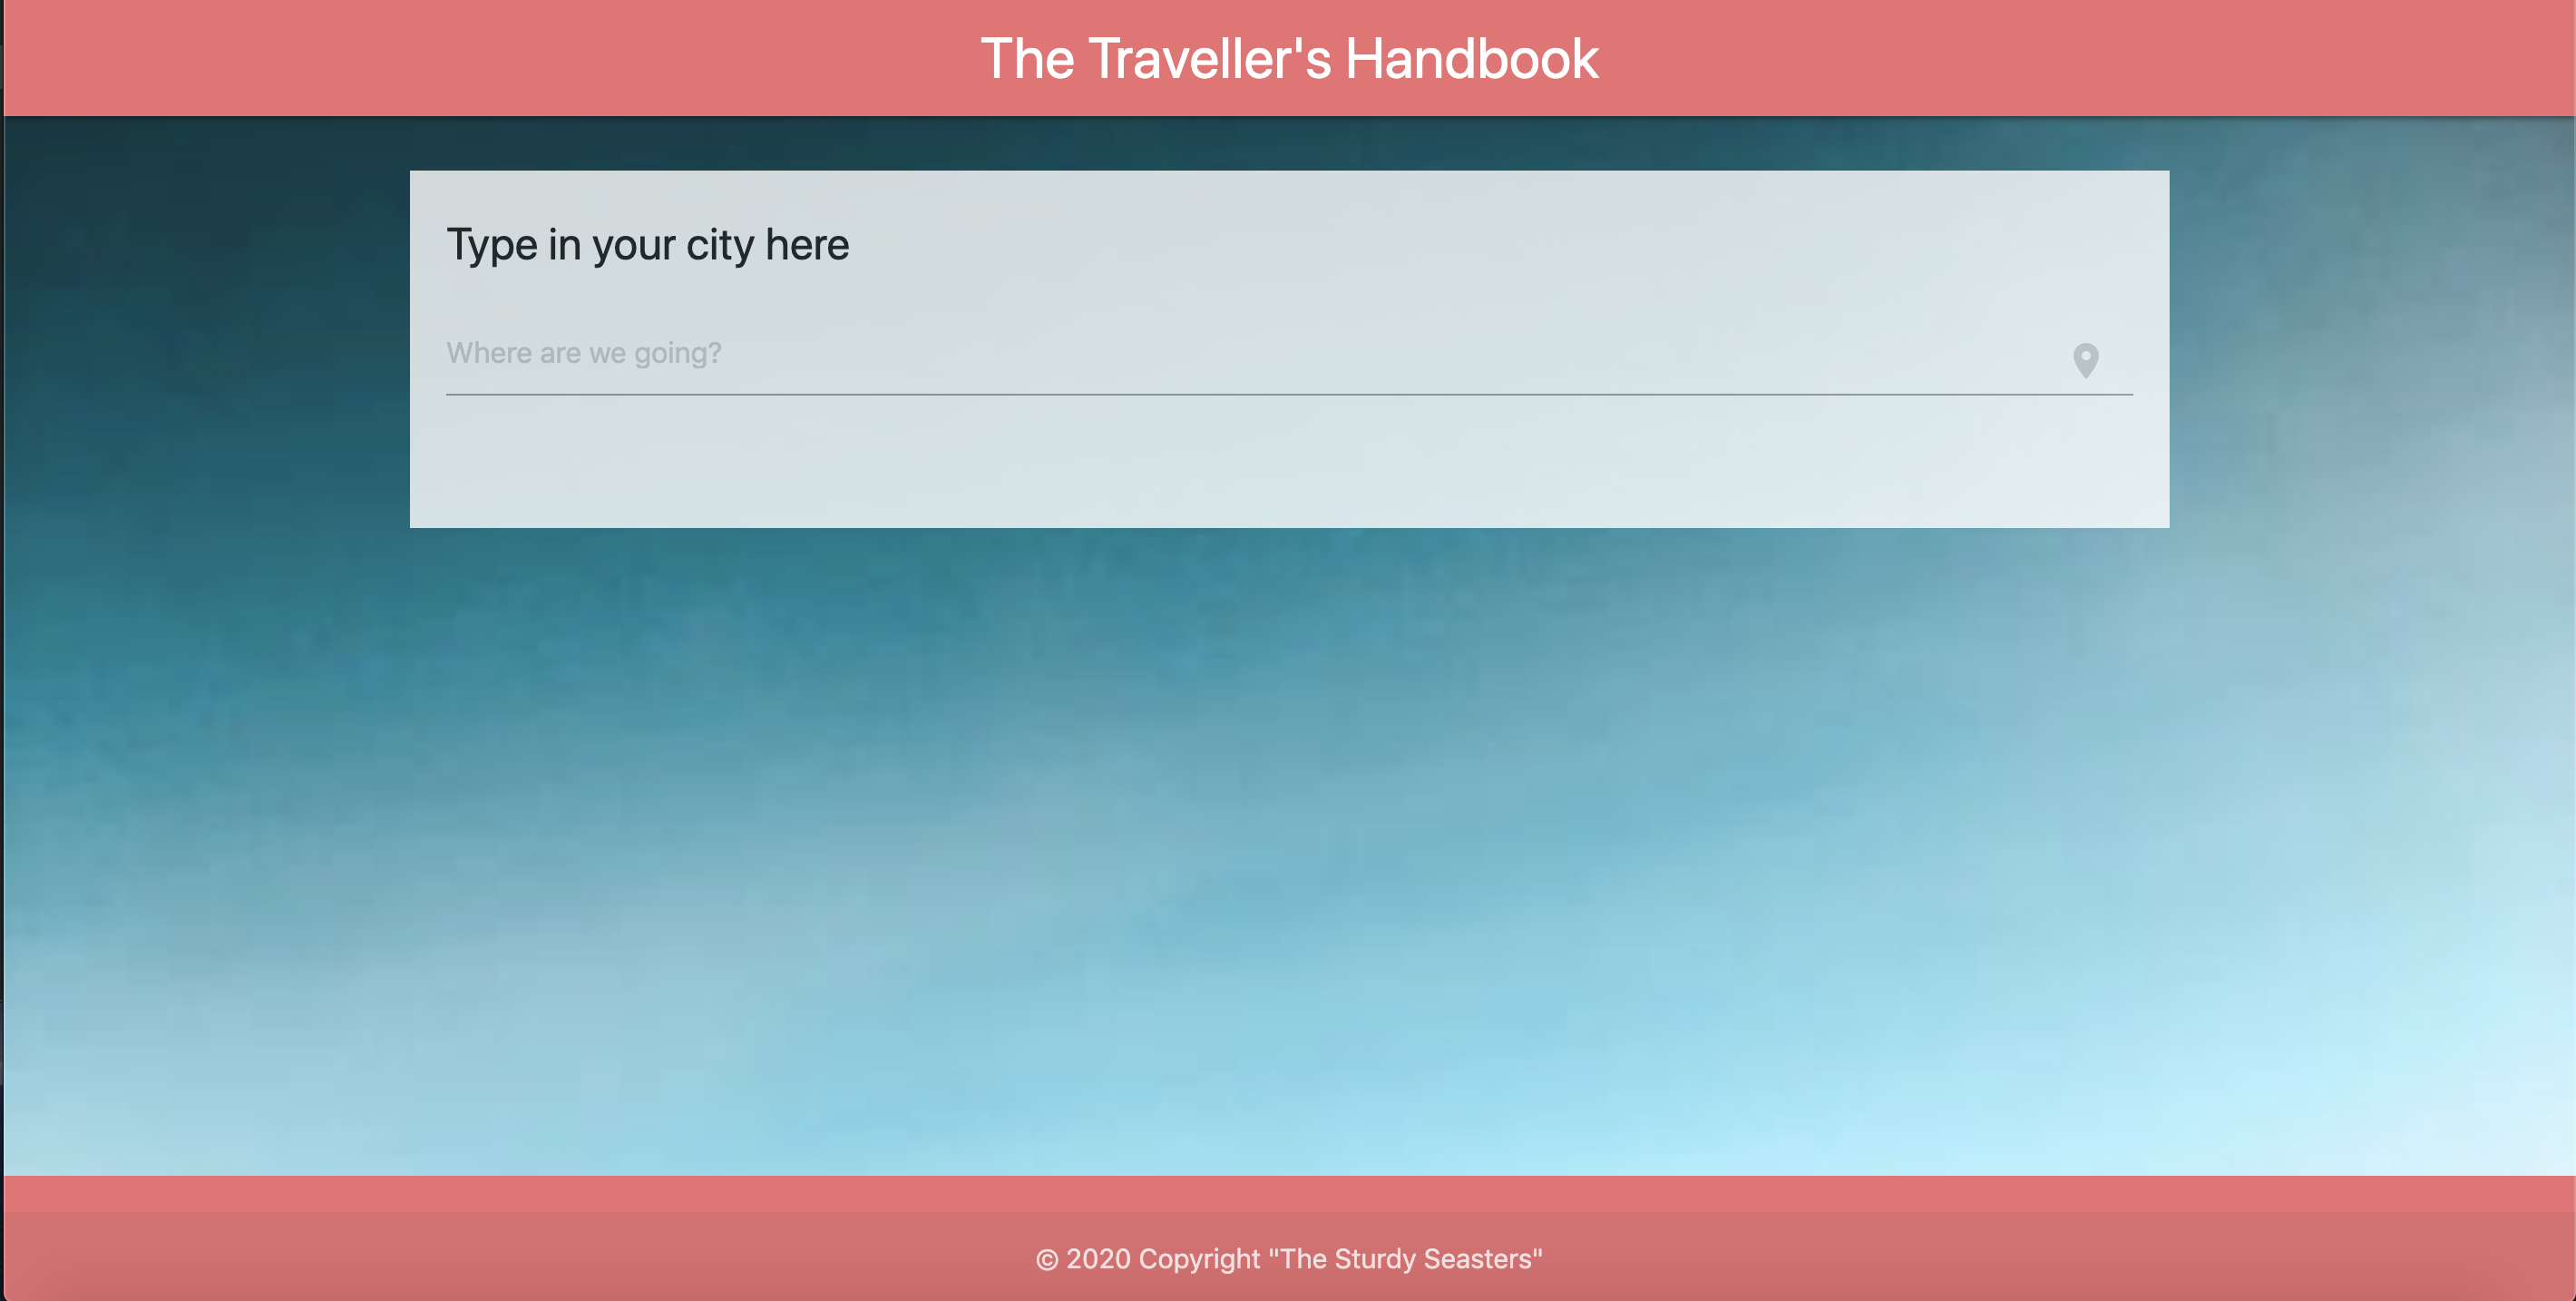 The Traveller's Handbook
Type in your city here
Where are we going?
© 2020 Copyright "The Sturdy Seasters"